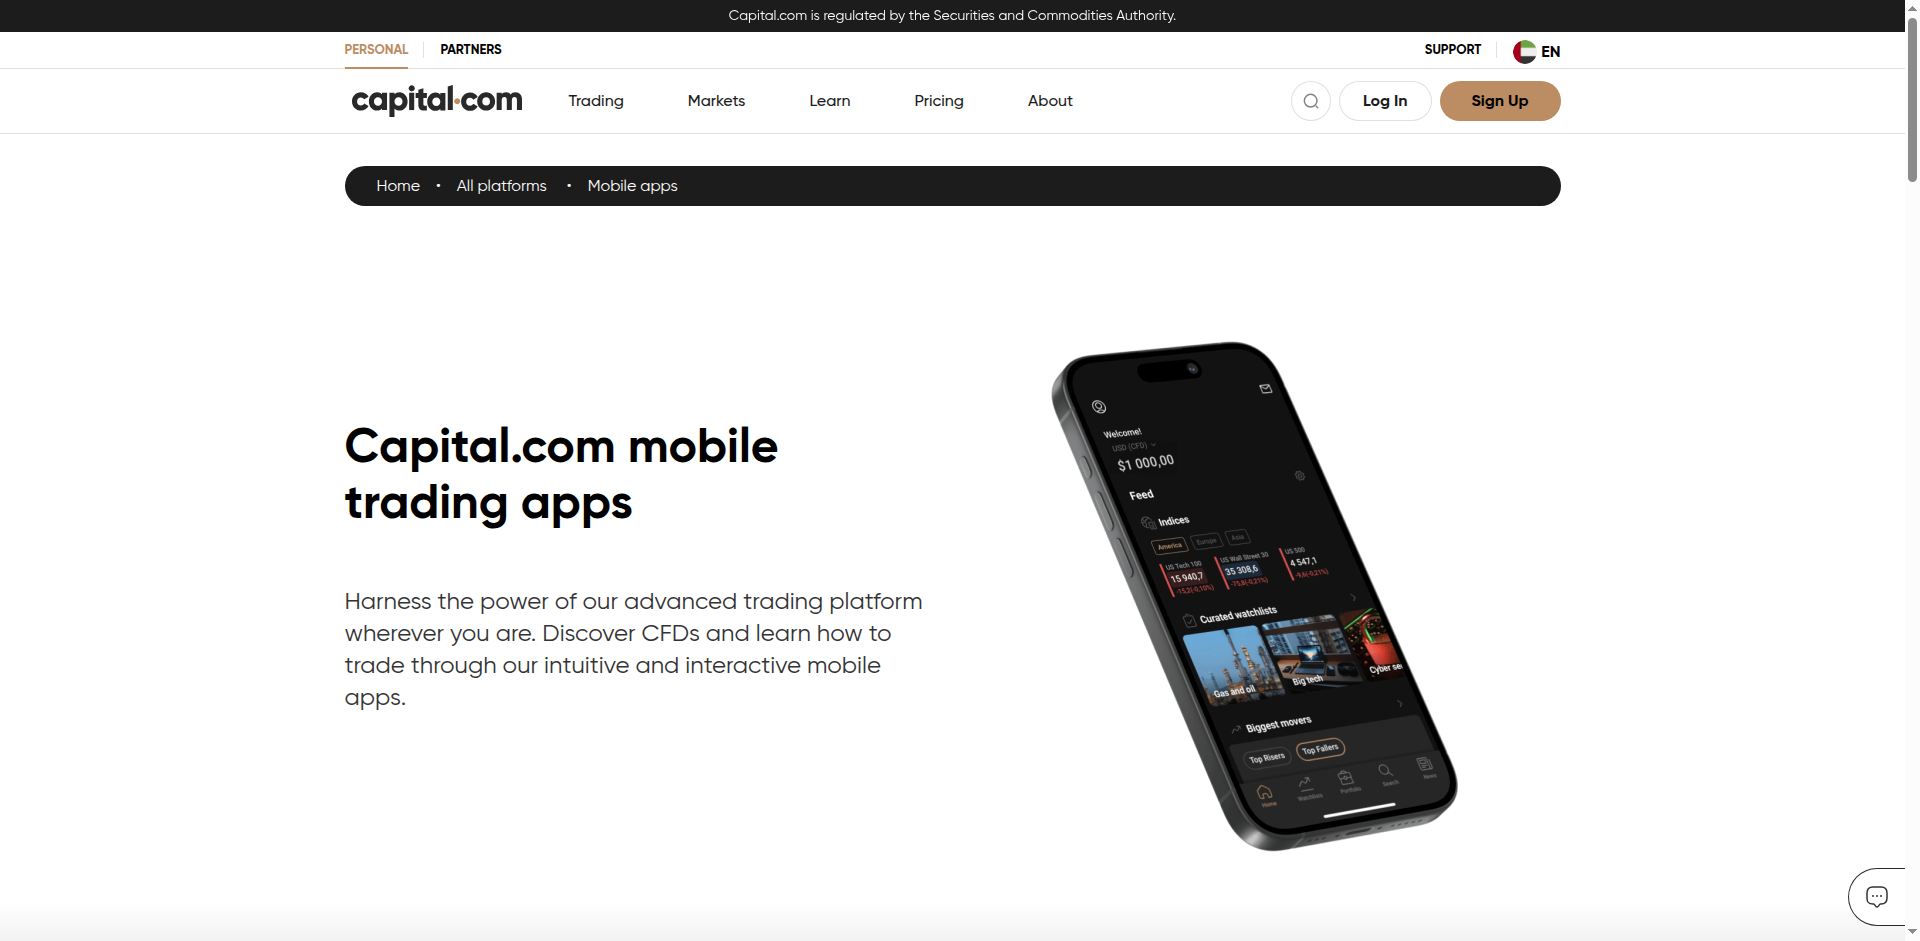 Capital.com is regulated by the Securities and Commodities Authority.
PERSONAL
PARTNERS
SUPPORT
EN
capital.com
Trading
Markets
Learn
Pricing
About
Log In
Sign Up
Home • All platforms • Mobile apps
Capital.com mobile
trading apps
Harness the power of our advanced trading platform
wherever you are. Discover CFDs and learn how to
trade through our intuitive and interactive mobile
apps.
Welcome!
USD (CFD)
$1 000,00
Feed
Indices
America
Europe
Asia
US Tech 100
15 940,7
-15,2(-0,10%)
US Wall Street 30
35 308,6
-75,8(-0,21%)
US 500
4 547,1
-9,6(-0,21%)
Curated watchlists
Gas and oil
Big tech
Cyber se
Biggest movers
Top Risers
Top Fallers
Home
Watchlists
Portfolio
Search
News